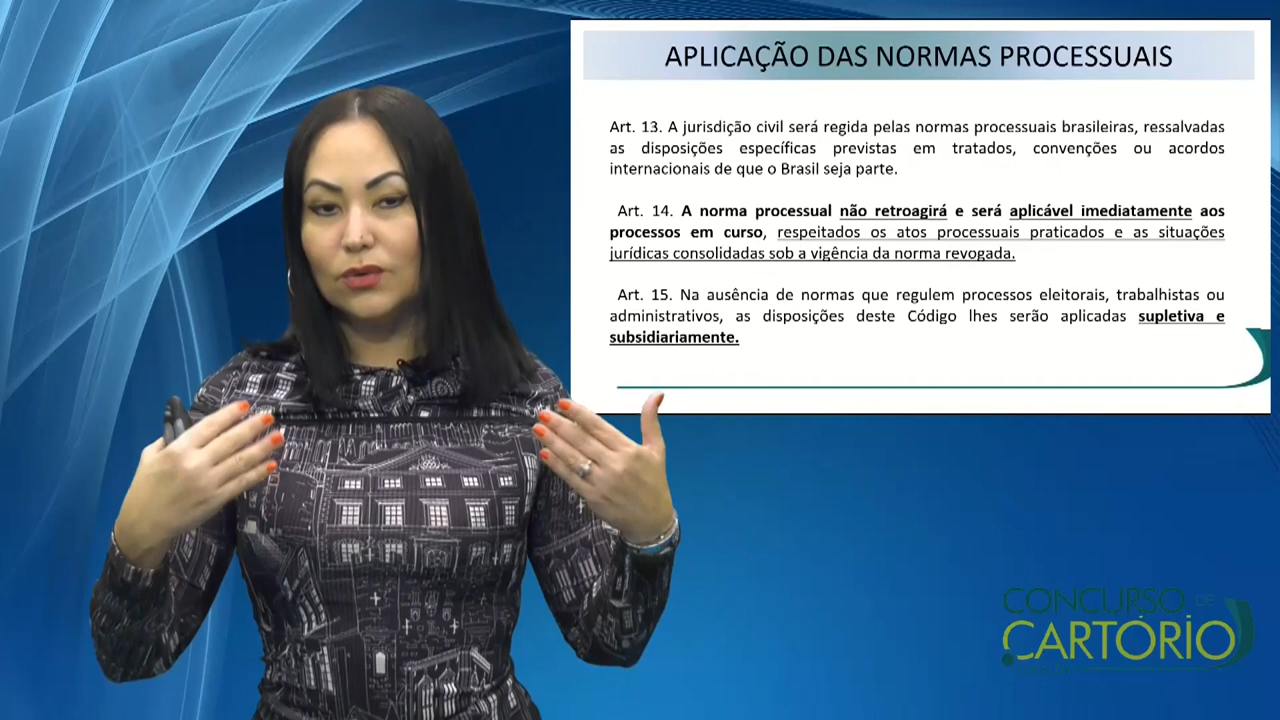 APLICAÇÃO DAS NORMAS PROCESSUAIS
Art. 13. A jurisdição civil será regida pelas normas processuais brasileiras, ressalvadas
as disposições específicas previstas em tratados, convenções ou acordos
internacionais de que o Brasil seja parte.
Art. 14. A norma processual não retroagirá e será aplicável imediatamente aos
processos em curso, respeitados os atos processuais praticados e as situações
jurídicas consolidadas sob a vigência da norma revogada.
Art. 15. Na ausência de normas que regulem processos eleitorais, trabalhistas ou
administrativos, as disposições deste Código lhes serão aplicadas supletiva e
subsidiariamente.
CONCURSO DE
CARTÓRIO